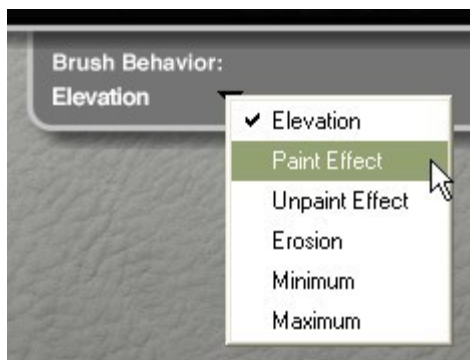 Brush Behavior:
Elevation
Elevation
Paint Effect
Unpaint Effect
Erosion
Minimum
Maximum